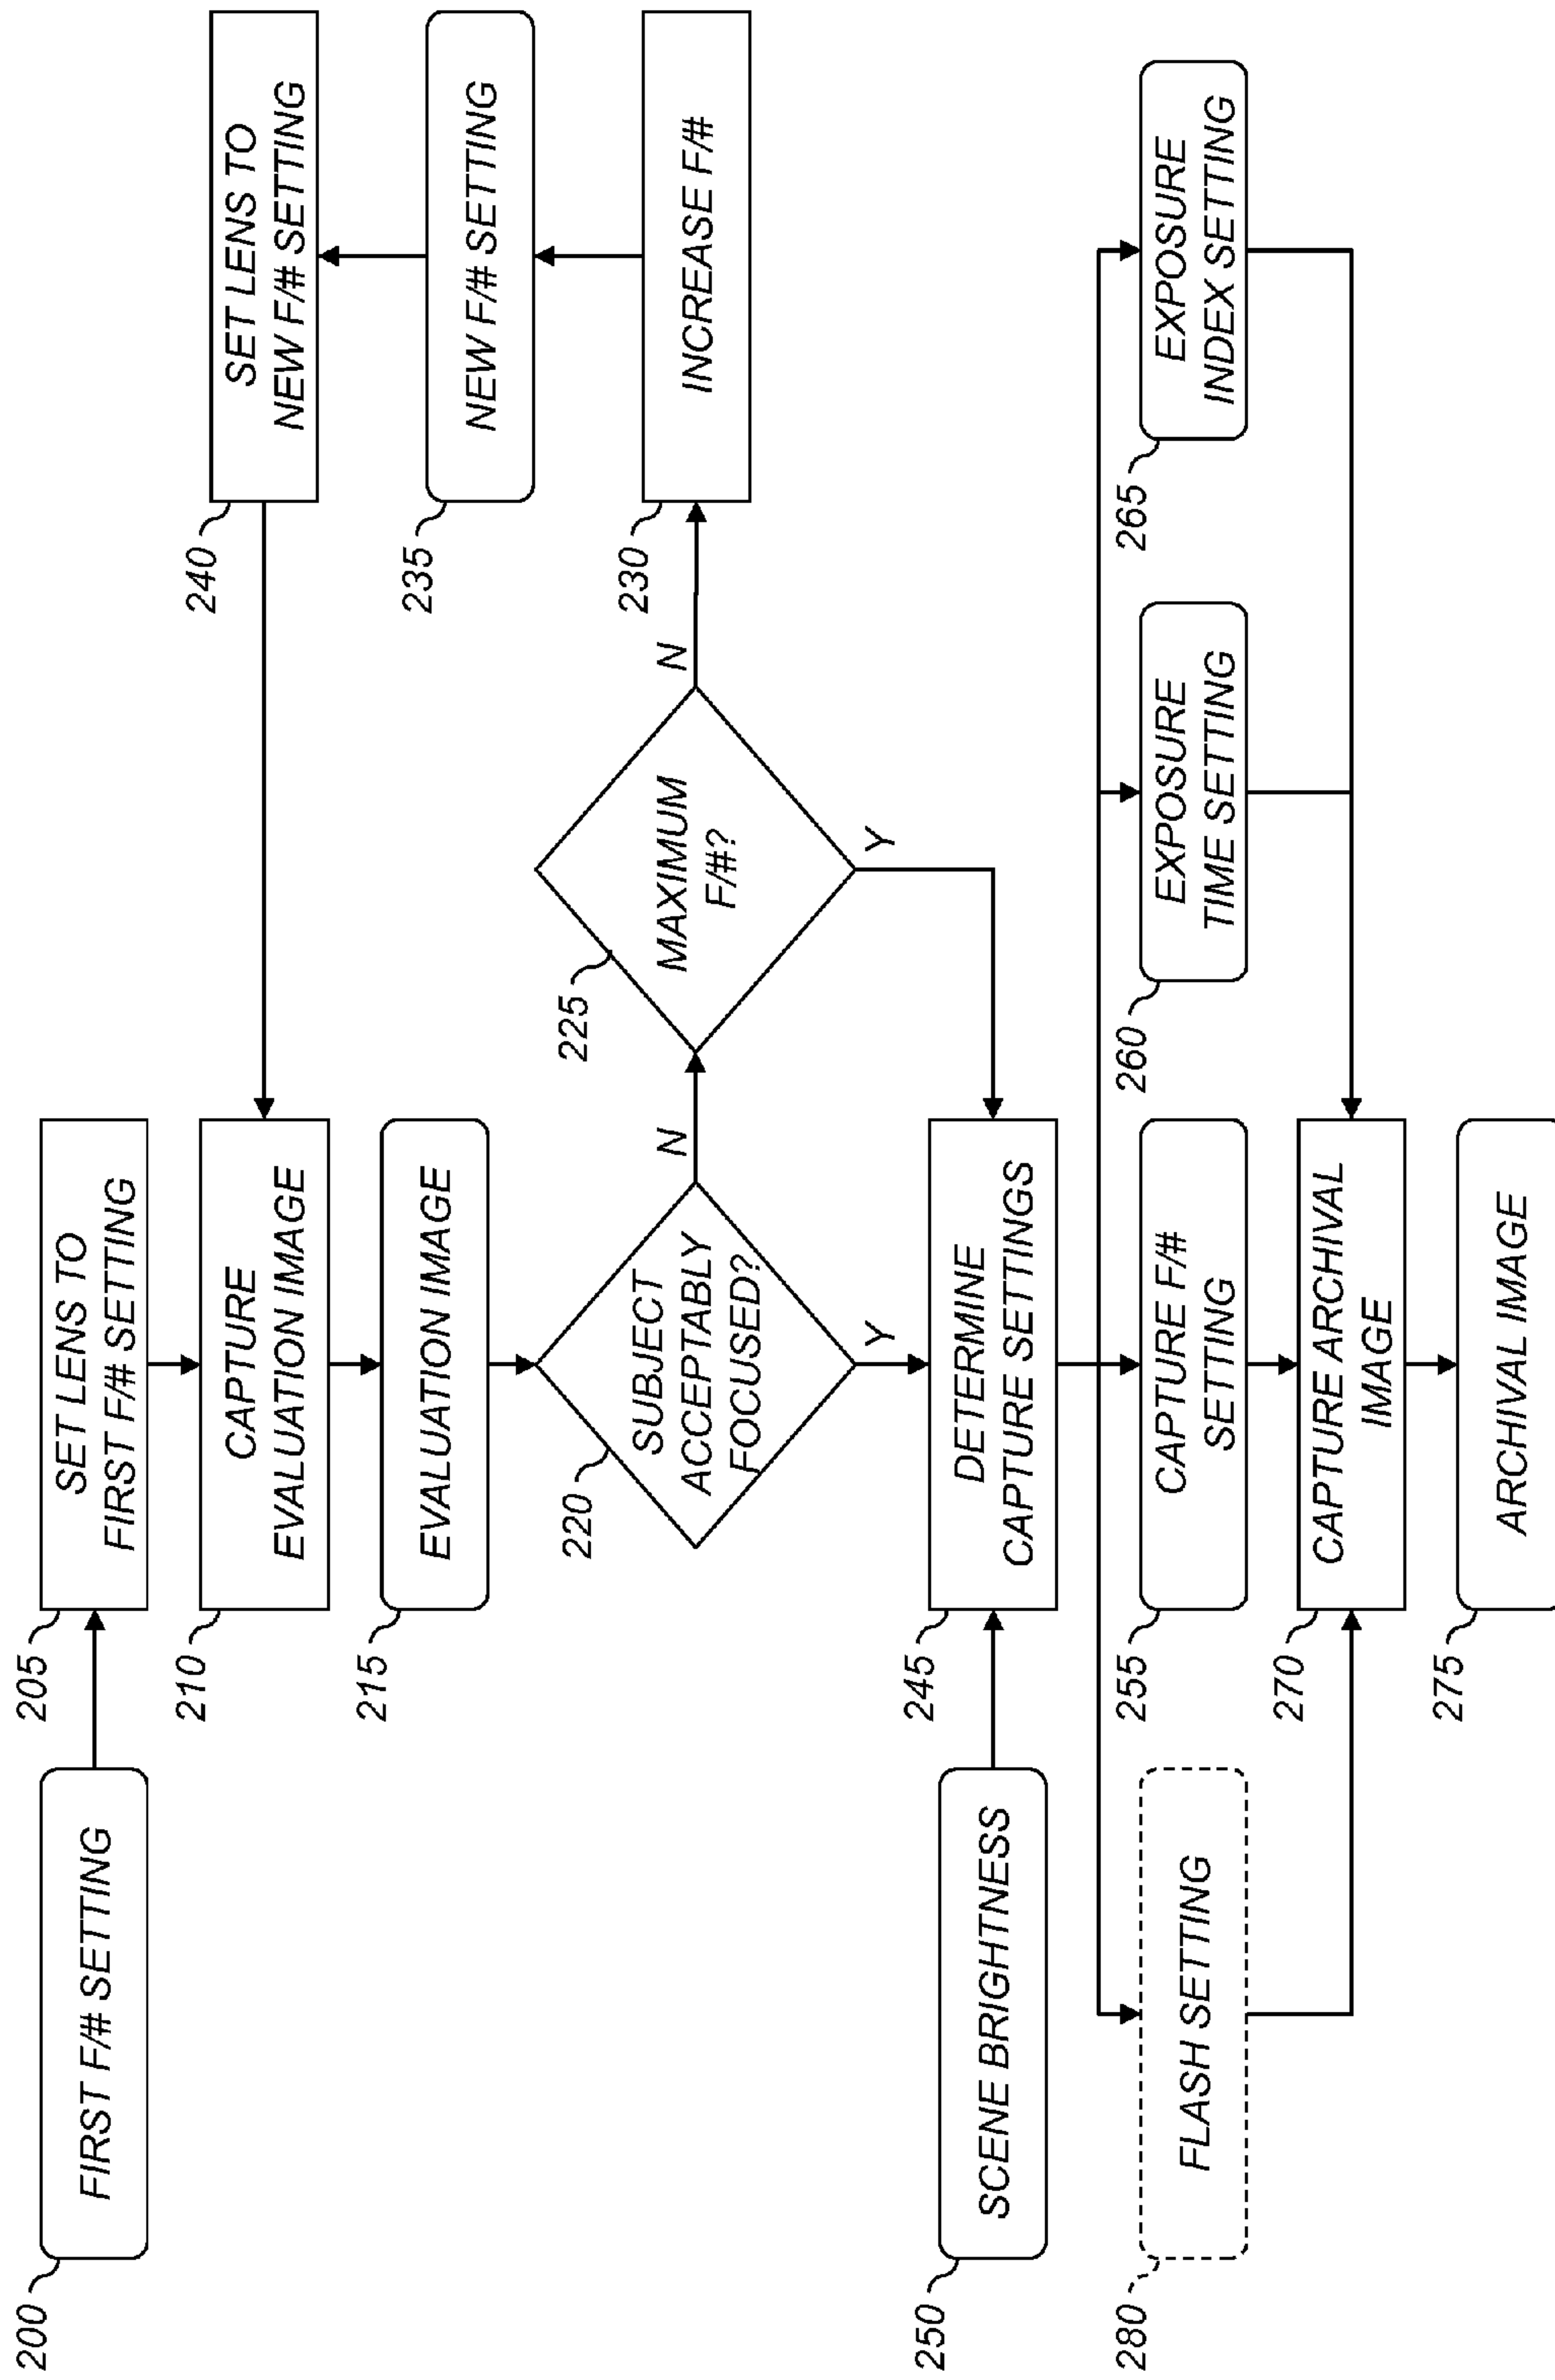 200
FIRST F/# SETTING
205
SET LENS TO
FIRST F/# SETTING
210
CAPTURE
EVALUATION IMAGE
215
EVALUATION IMAGE
220
SUBJECT
ACCEPTABLY
FOCUSED?
N
Y
225
MAXIMUM
F/#?
N
Y
230
INCREASE F/#
235
NEW F/# SETTING
240
SET LENS TO
NEW F/# SETTING
250
SCENE BRIGHTNESS
245
DETERMINE
CAPTURE SETTINGS
280
FLASH SETTING
255
CAPTURE F/#
SETTING
260
EXPOSURE
TIME SETTING
265
EXPOSURE
INDEX SETTING
270
CAPTURE ARCHIVAL
IMAGE
275
ARCHIVAL IMAGE